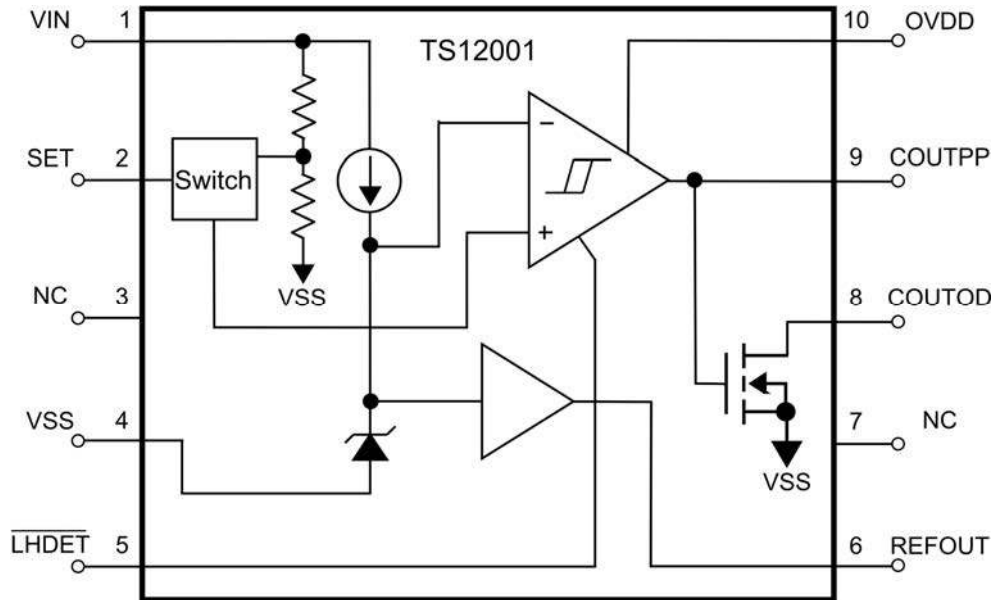 VIN 1
TS12001
10 OVDD
SET 2
Switch
−
+
9 COUTPP
VSS
NC 3
8 COUTOD
VSS 4
7 NC
VSS
LHDET 5
6 REFOUT